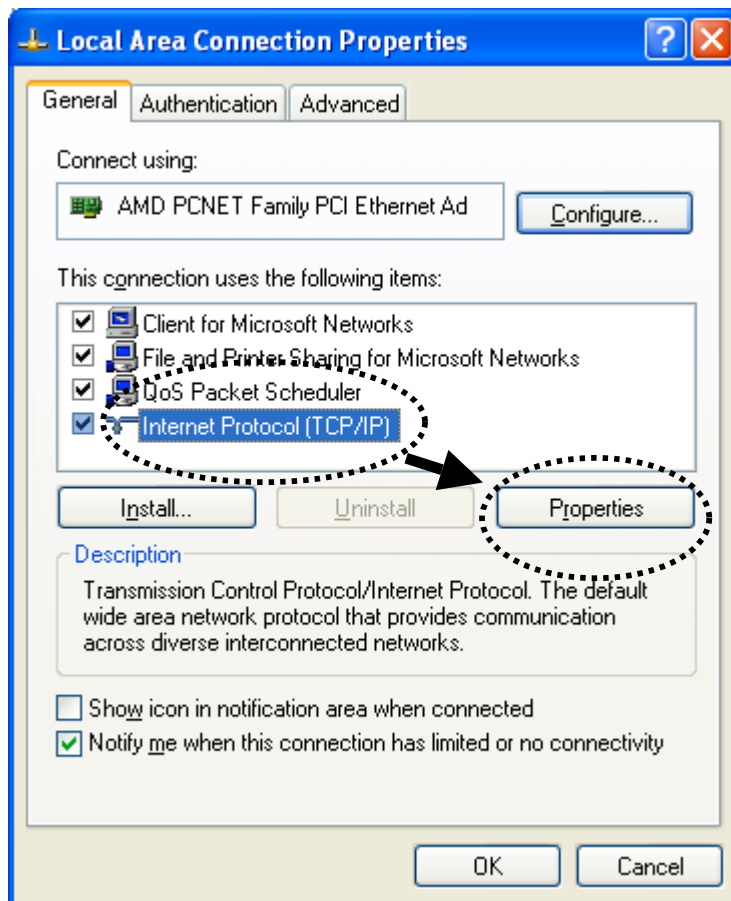 Local Area Connection Properties
?
General Authentication Advanced
Connect using:
AMD PCNET Family PCI Ethernet Ad
Configure...
This connection uses the following items:
Client for Microsoft Networks
File and Printer Sharing for Microsoft Networks
QoS Packet Scheduler
Internet Protocol (TCP/IP)
Install... Uninstall Properties
Description
Transmission Control Protocol/Internet Protocol. The default
wide area network protocol that provides communication
across diverse interconnected networks.
Show icon in notification area when connected
Notify me when this connection has limited or no connectivity
OK Cancel